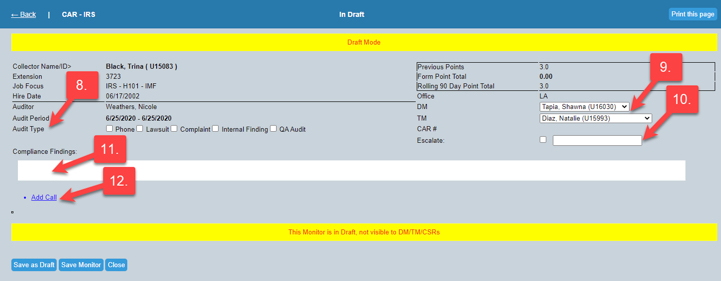 ← Back | CAR - IRS In Draft Print this page
Draft Mode
Collector Name/ID> Black, Trina ( U15083 )
Extension 3723
Job Focus IRS - H101 - IMF
Hire Date 06/17/2002
Auditor Weathers, Nicole
Audit Period 6/25/2020 - 6/25/2020
Audit Type Phone Lawsuit Complaint Internal Finding QA Audit
Previous Points 3.0
Form Point Total 0.00
Rolling 90 Day Point Total 3.0
Office LA
DM Tapia, Shawna (U16030)
TM Diaz, Natalie (U15993)
CAR #
Escalate:
8.
9.
10.
Compliance Findings:
11.
12.
Add Call
This Monitor is in Draft, not visible to DM/TM/CSRs
Save as Draft Save Monitor Close